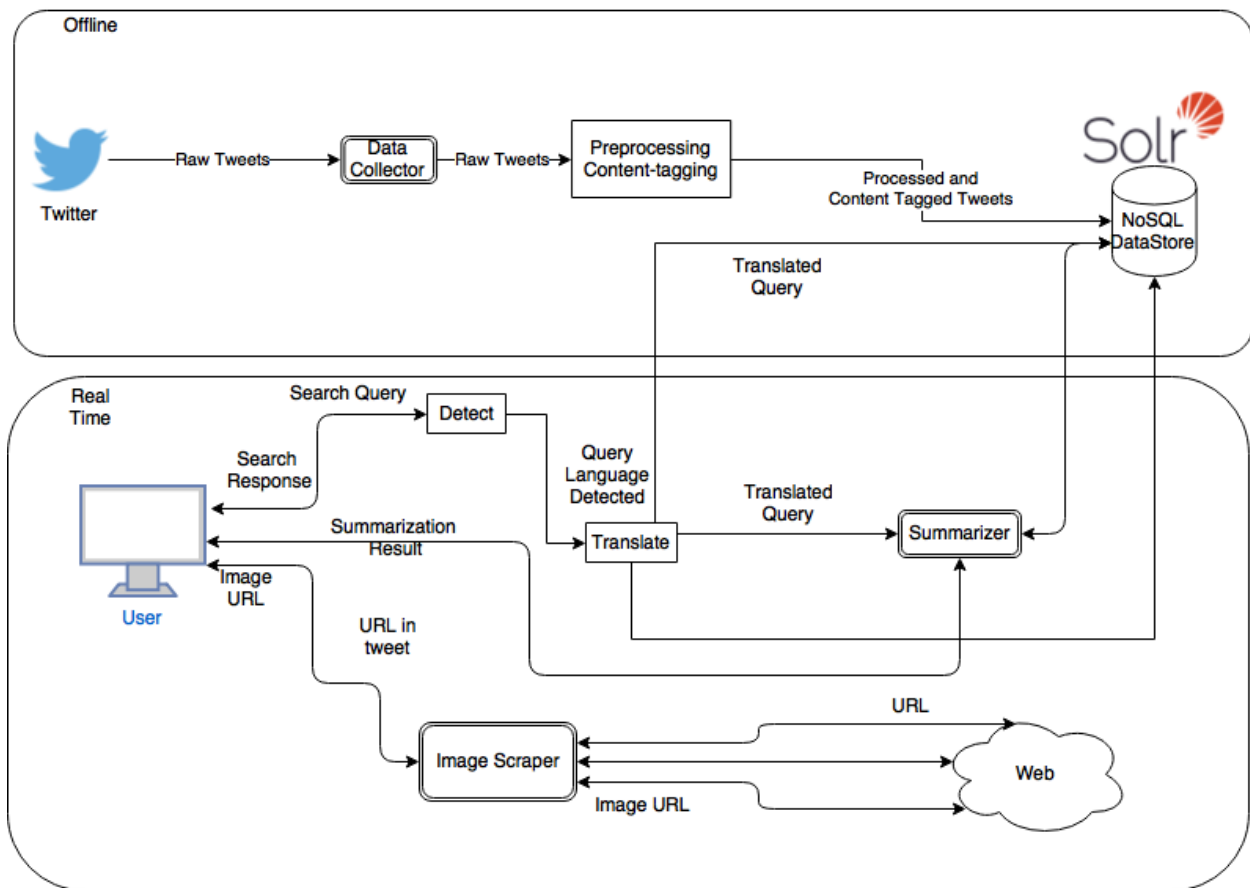 Offline
Solr
Raw Tweets
Data
Collector
Raw Tweets
Preprocessing
Content-tagging
Processed and
Content Tagged Tweets
Twitter
NoSQL
DataStore
Translated
Query
Real
Time
Search Query
Detect
Search
Response
Query
Language
Detected
Translated
Query
Summarization
Result
Translate
Summarizer
Image
URL
User
URL in
tweet
URL
Image Scraper
Web
Image URL